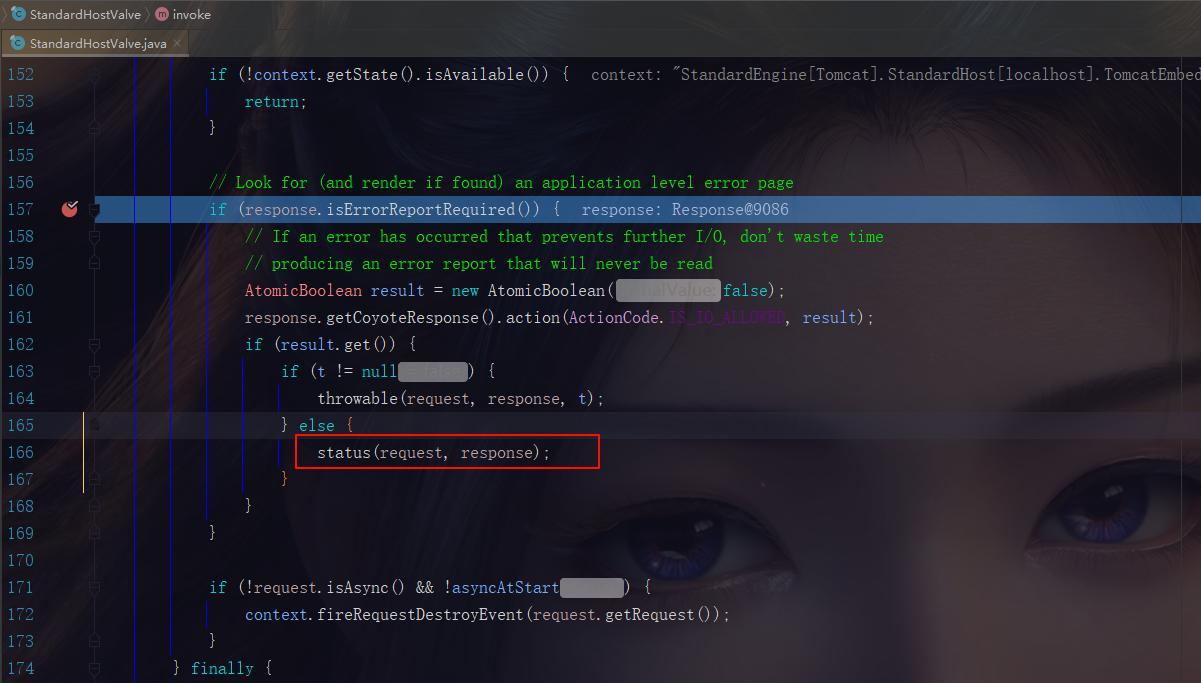 StandardHostValve invoke
StandardHostValve.java
152 if (!context.getState().isAvailable()) { context: "StandardEngine[Tomcat].StandardHost[localhost].TomcatEmbed
153 return;
154 }
155
156 // Look for (and render if found) an application level error page
157 if (response.isErrorReportRequired()) { response: Response@9086
158 // If an error has occurred that prevents further I/O, don't waste time
159 // producing an error report that will never be read
160 AtomicBoolean result = new AtomicBoolean( false);
161 response.getCoyoteResponse().action(ActionCode.IS_IO_ALLOWED, result);
162 if (result.get()) {
163 if (t != null ) {
164 throwable(request, response, t);
165 } else {
166 status(request, response);
167 }
168 }
169 }
170
171 if (!request.isAsync() && !asyncAtStart ) {
172 context.fireRequestDestroyEvent(request.getRequest());
173 }
174 } finally {